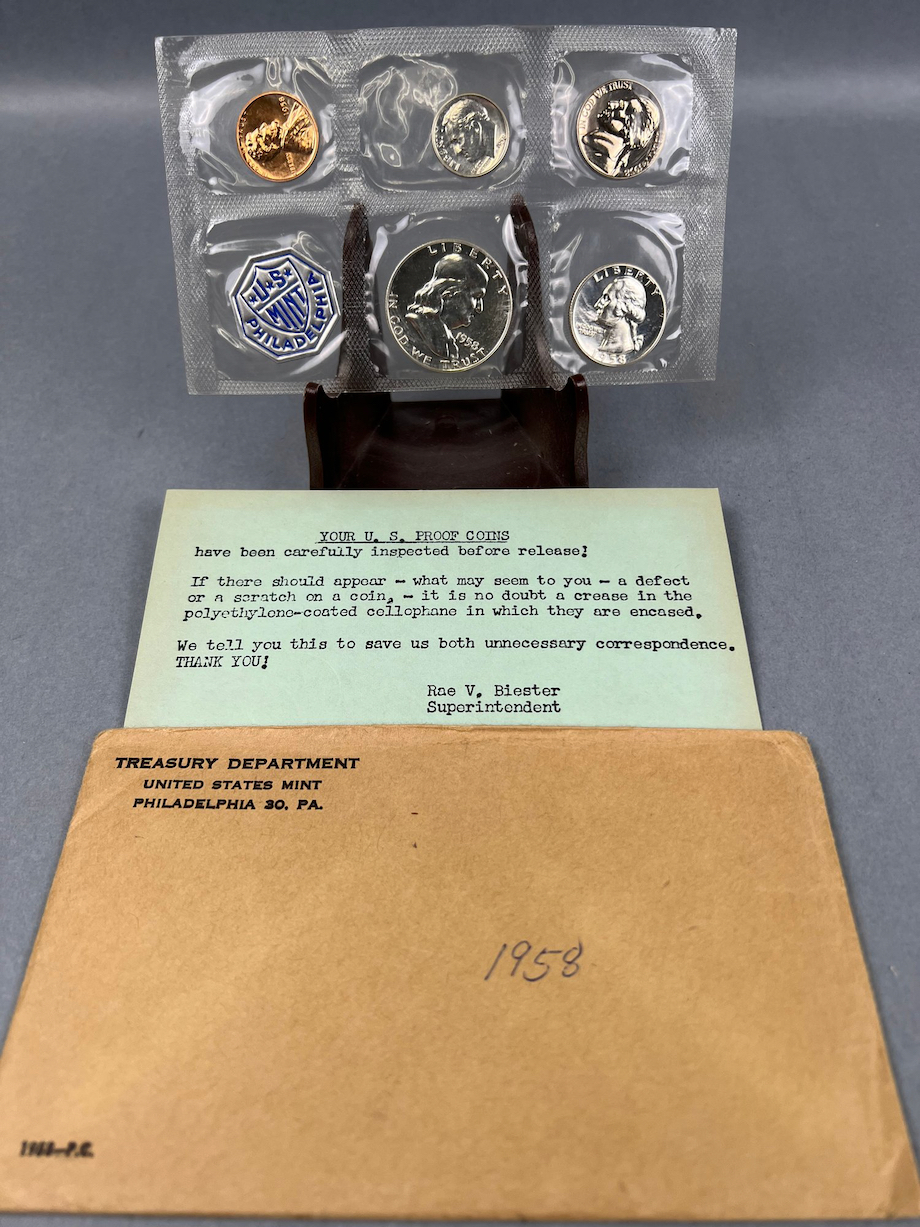 1958
LIBERTY
IN GOD WE TRUST
1958
LIBERTY
1958
U★S
MINT
PHILADELPHIA
YOUR U. S. PROOF COINS
have been carefully inspected before release!
If there should appear - what may seem to you - a defect
or a scratch on a coin, - it is no doubt a crease in the
polyethylene-coated cellophane in which they are encased.
We tell you this to save us both unnecessary correspondence.
THANK YOU!
Rae V. Biester
Superintendent
TREASURY DEPARTMENT
UNITED STATES MINT
PHILADELPHIA 30, PA.
1958
1958—P.C.